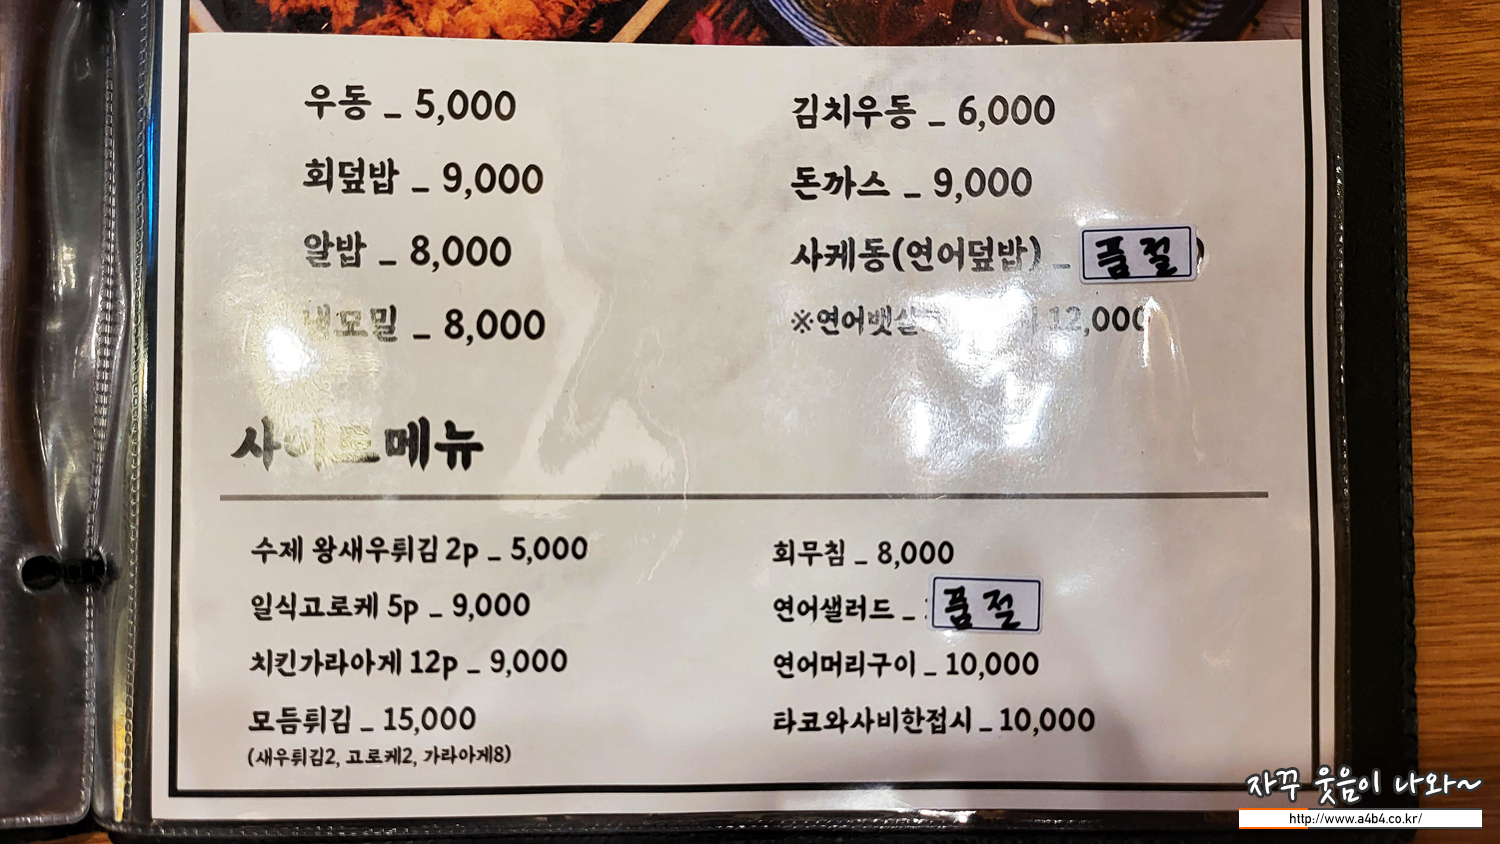 우동 _ 5,000
회덮밥 _ 9,000
알밥 _ 8,000
냉모밀 _ 8,000
김치우동 _ 6,000
돈까스 _ 9,000
사케동(연어덮밥) _ 품절
※연어뱃살 12,000
사이드메뉴
수제 왕새우튀김 2p _ 5,000
일식고로케 5p _ 9,000
치킨가라아게 12p _ 9,000
모듬튀김 _ 15,000
(새우튀김2, 고로케2, 가라아게8)
회무침 _ 8,000
연어샐러드 _ 품절
연어머리구이 _ 10,000
타코와사비한접시 _ 10,000
자꾸 웃음이 나와~
http://www.a4b4.co.kr/